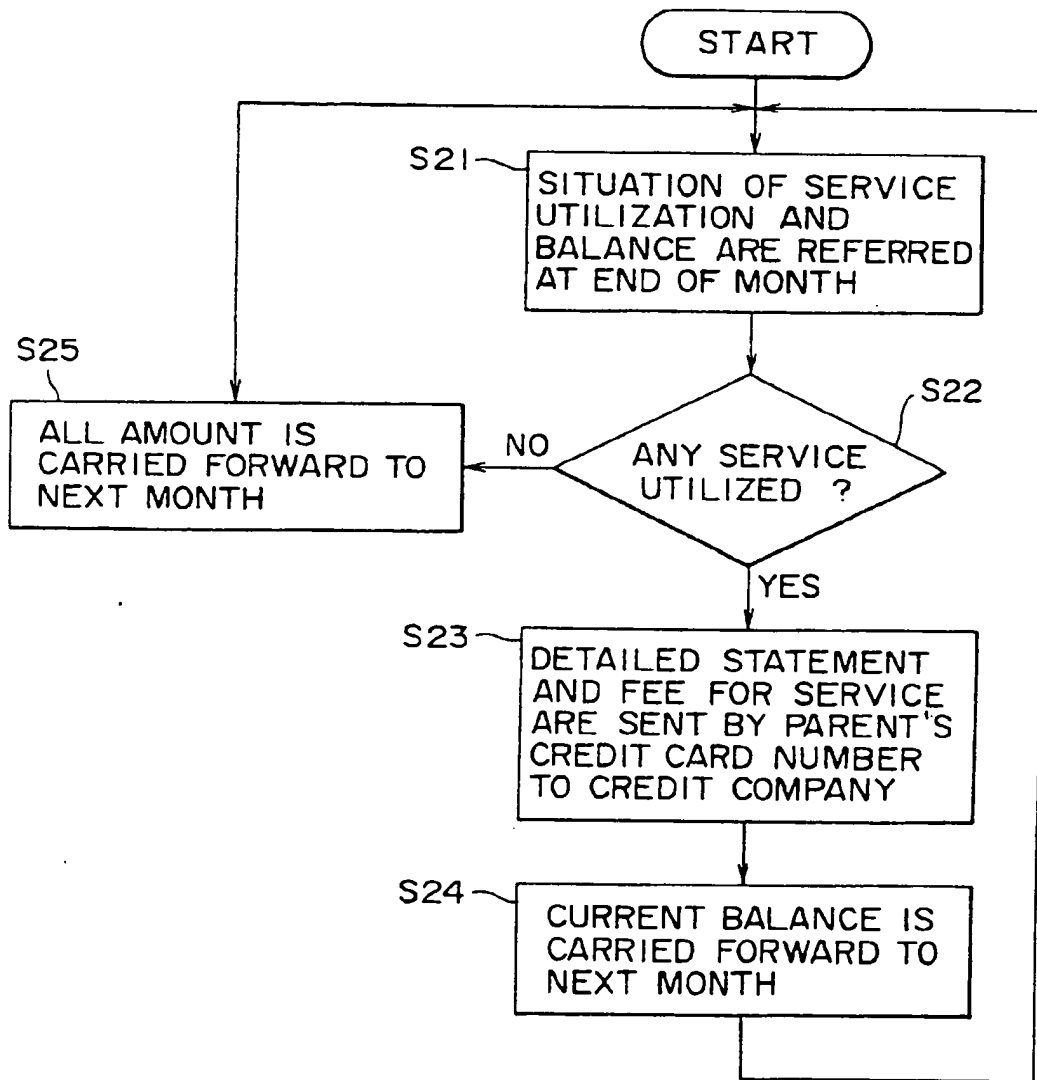 START
S21
SITUATION OF SERVICE
UTILIZATION AND
BALANCE ARE REFERRED
AT END OF MONTH
S25
ALL AMOUNT IS
CARRIED FORWARD TO
NEXT MONTH
NO
S22
ANY SERVICE
UTILIZED ?
YES
S23
DETAILED STATEMENT
AND FEE FOR SERVICE
ARE SENT BY PARENT'S
CREDIT CARD NUMBER
TO CREDIT COMPANY
S24
CURRENT BALANCE IS
CARRIED FORWARD TO
NEXT MONTH